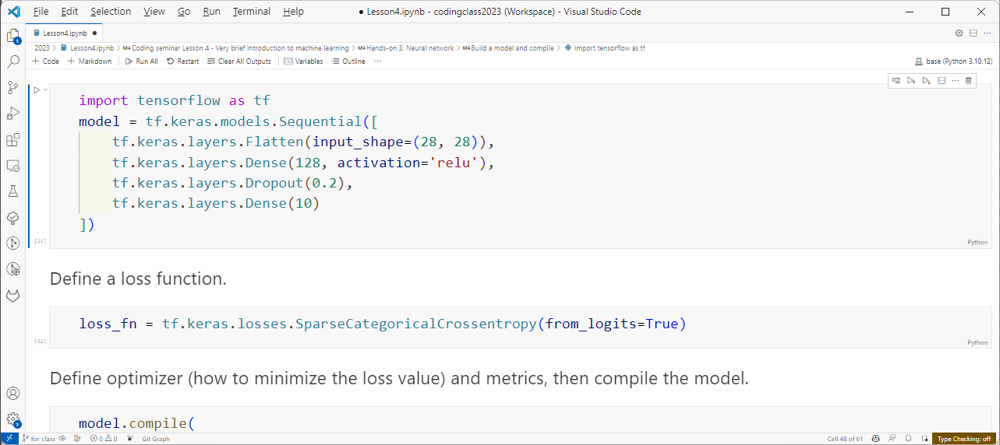 File Edit Selection View Go Run Terminal Help ● Lesson4.ipynb - codingclass2023 (Workspace) - Visual Studio Code
1 Lesson4.ipynb ●
2023 > Lesson4.ipynb > M↓Coding seminar Lesson 4 - Very brief introduction to machine learning > M↓Hands-on 3: Neural network > M↓Build a model and compile > import tensorflow as tf
+ Code + Markdown Run All Restart Clear All Outputs Variables Outline ··· base (Python 3.10.12)
import tensorflow as tf
model = tf.keras.models.Sequential([
    tf.keras.layers.Flatten(input_shape=(28, 28)),
    tf.keras.layers.Dense(128, activation='relu'),
    tf.keras.layers.Dropout(0.2),
    tf.keras.layers.Dense(10)
])
[21] Python
Define a loss function.
loss_fn = tf.keras.losses.SparseCategoricalCrossentropy(from_logits=True)
[22] Python
Define optimizer (how to minimize the loss value) and metrics, then compile the model.
model.compile(
1
for_class 0 0 Git Graph Cell 48 of 61 Type Checking: off